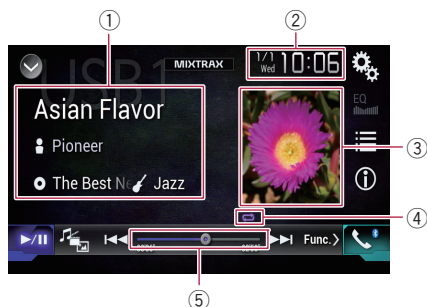 ①
②
USB1
MIXTRAX
1/1
Wed
10:06
Asian Flavor
EQ
Pioneer
③
The Best Ne
Jazz
④
Func.
⑤